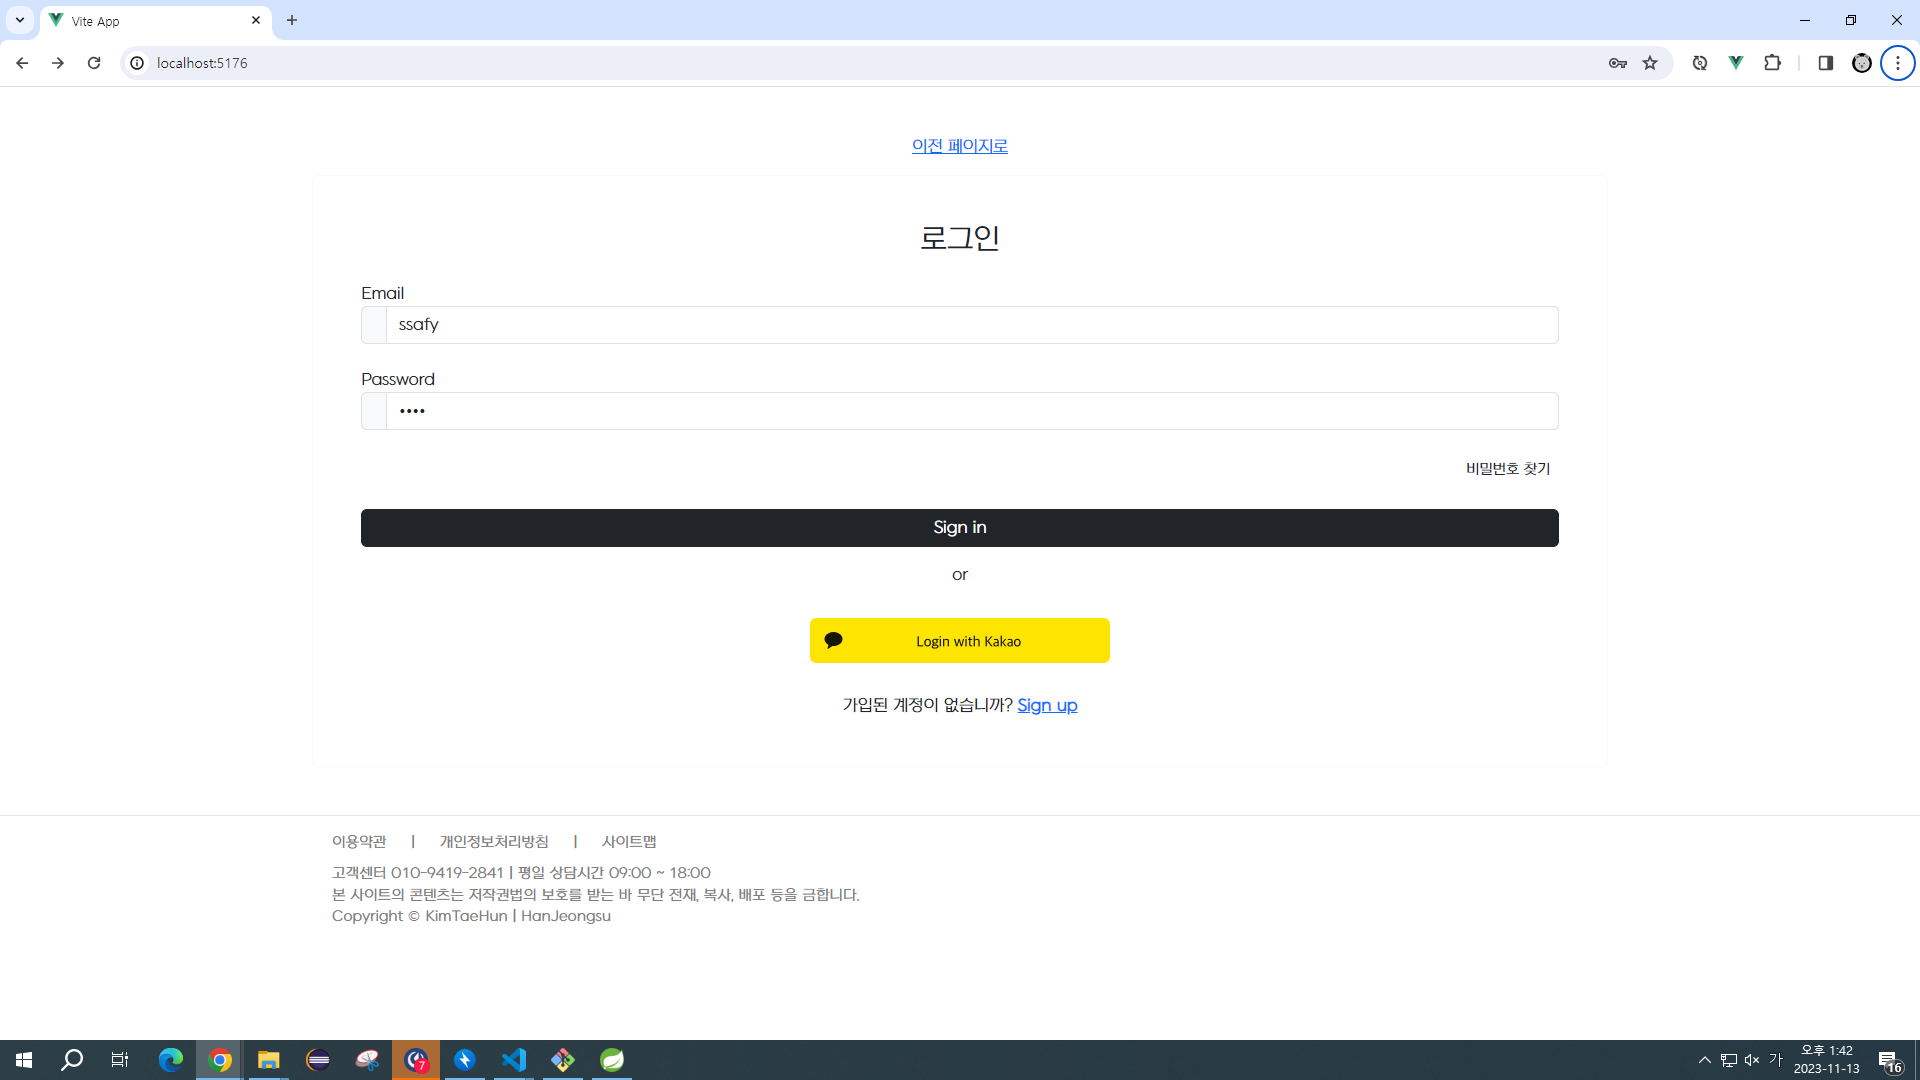 Vite App
localhost:5176
이전 페이지로
로그인
Email
ssafy
Password
••••
비밀번호 찾기
Sign in
or
Login with Kakao
가입된 계정이 없습니까? Sign up
이용약관 | 개인정보처리방침 | 사이트맵
고객센터 010-9419-2841 | 평일 상담시간 09:00 ~ 18:00
본 사이트의 콘텐츠는 저작권법의 보호를 받는 바 무단 전재, 복사, 배포 등을 금합니다.
Copyright © KimTaeHun | HanJeongsu
7
가
오후 1:42
2023-11-13
16